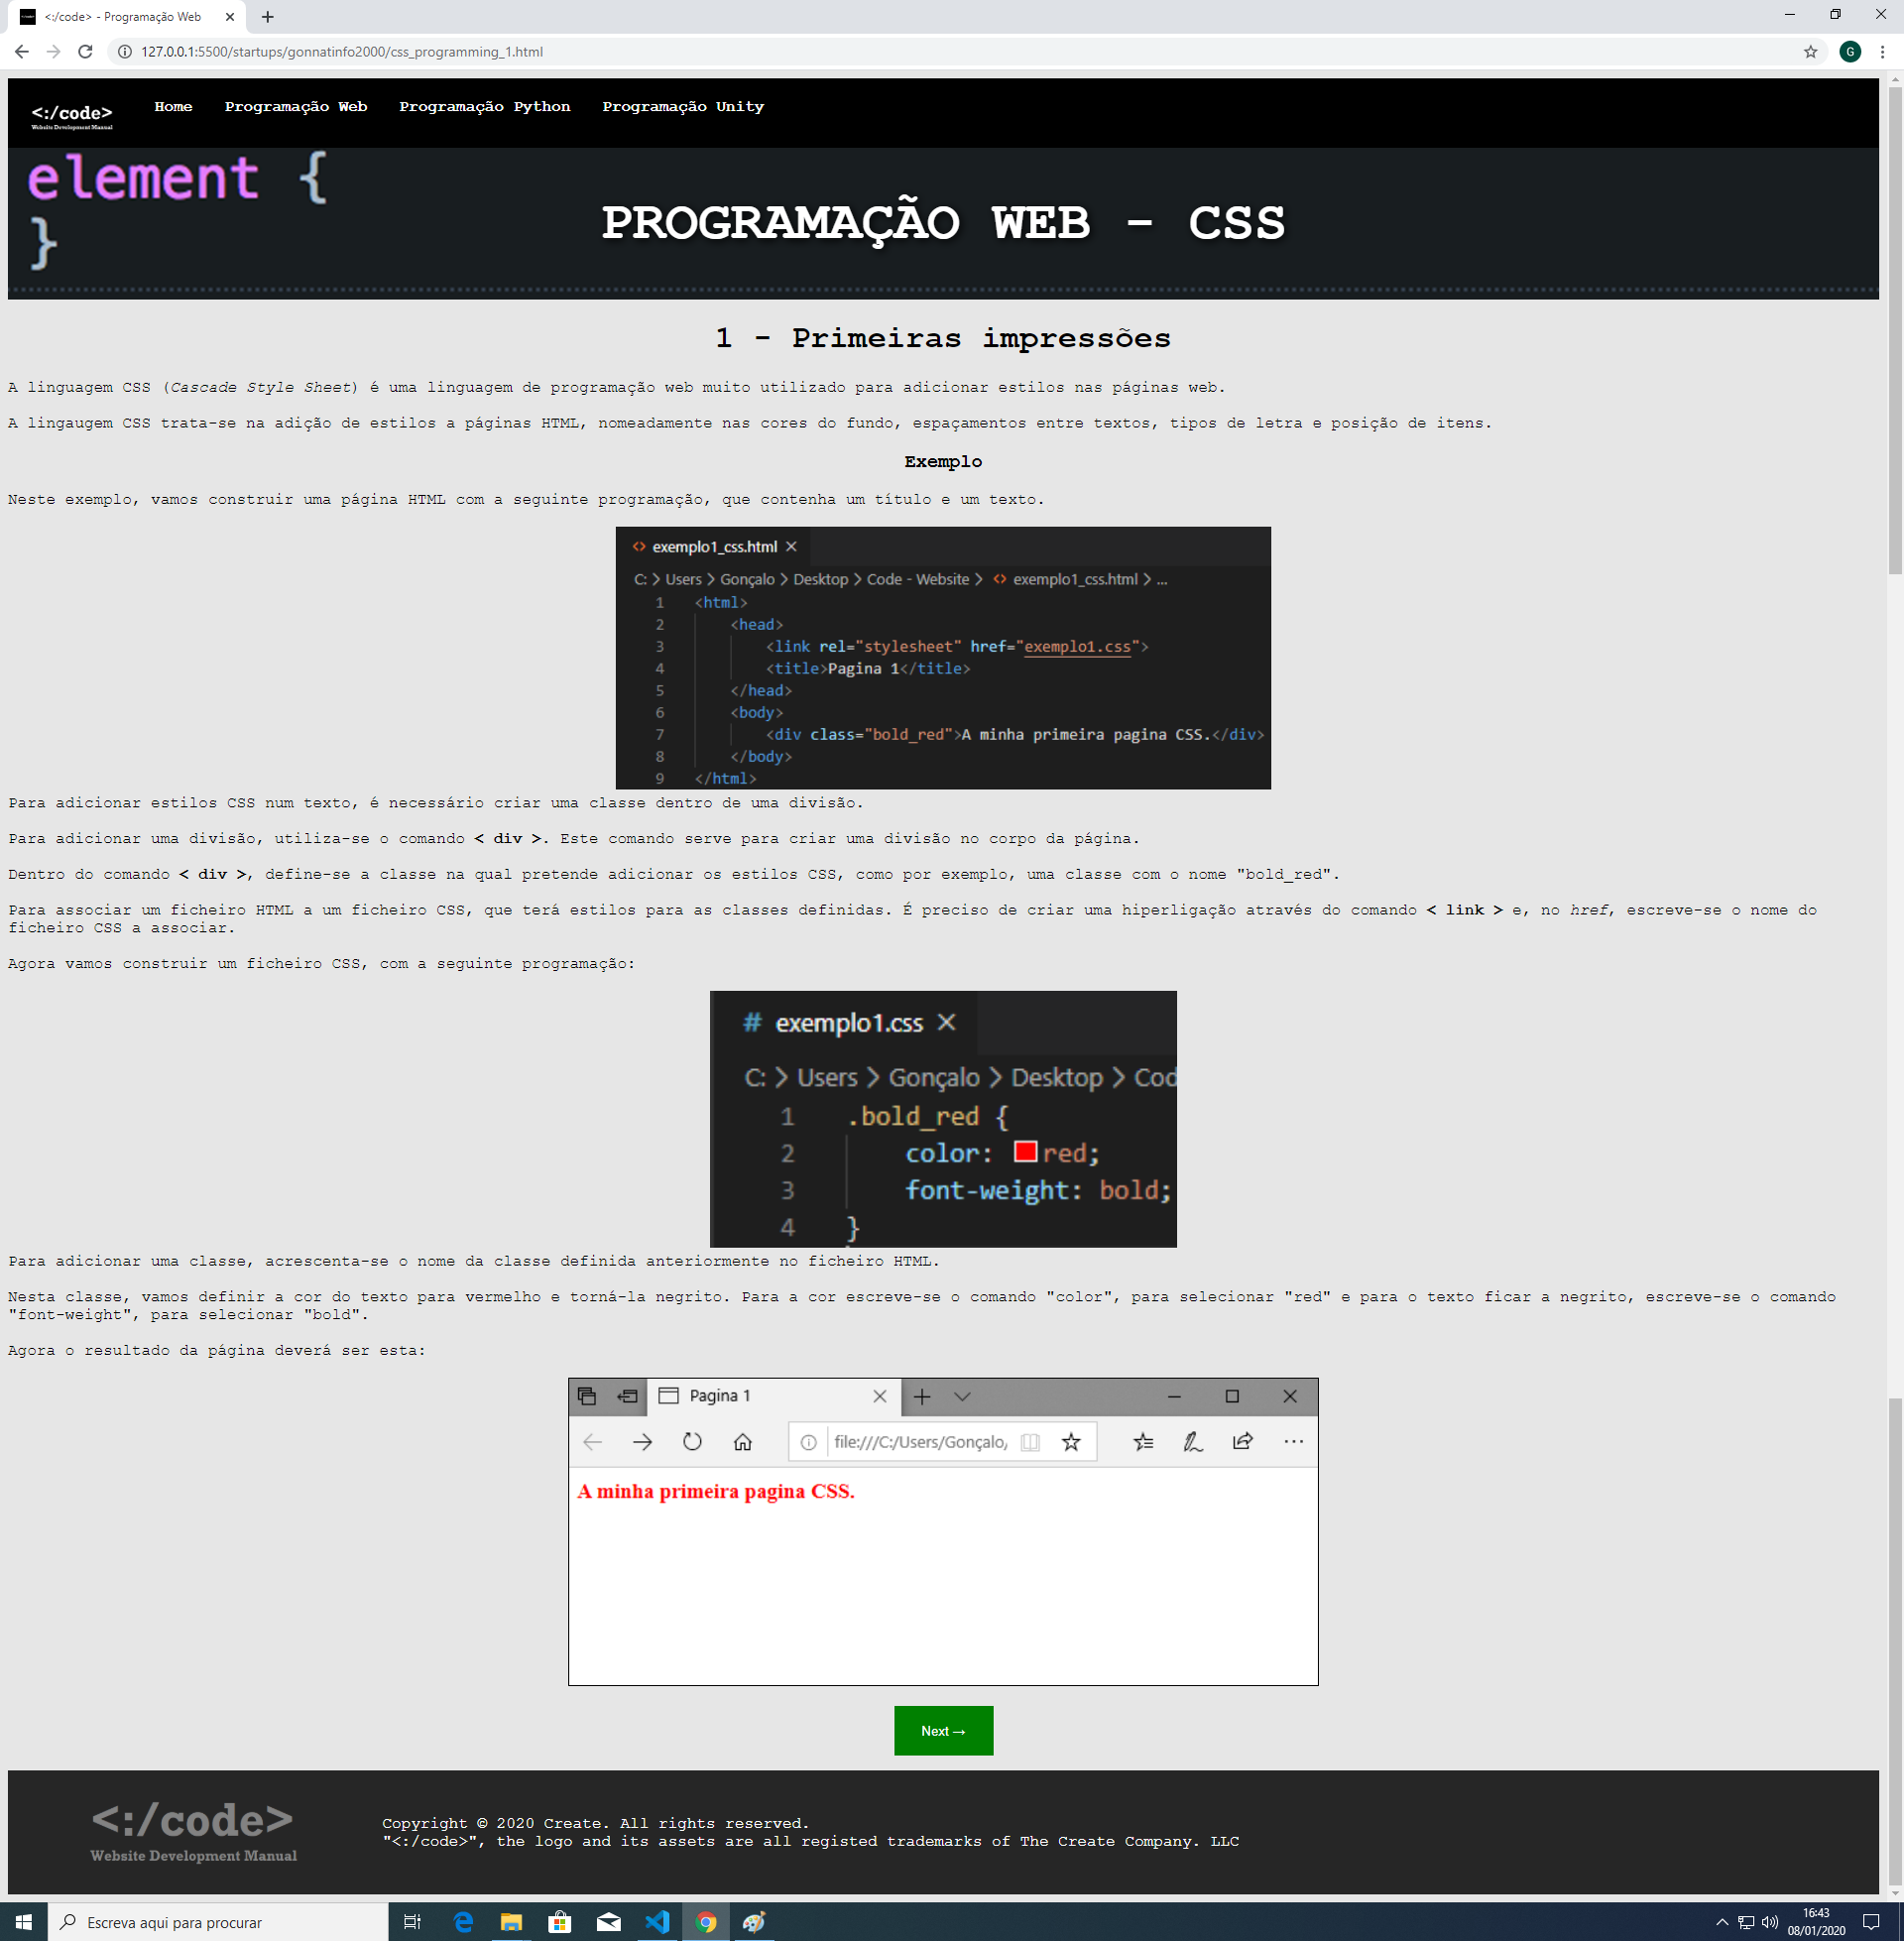 <:/code> - Programação Web
127.0.0.1:5500/startups/gonnatinfo2000/css_programming_1.html
G
<:/code>
Website Development Manual
Home Programação Web Programação Python Programação Unity
element {
}
PROGRAMAÇÃO WEB - CSS
1 - Primeiras impressões
A linguagem CSS (Cascade Style Sheet) é uma linguagem de programação web muito utilizado para adicionar estilos nas páginas web.
A lingaugem CSS trata-se na adição de estilos a páginas HTML, nomeadamente nas cores do fundo, espaçamentos entre textos, tipos de letra e posição de itens.
Exemplo
Neste exemplo, vamos construir uma página HTML com a seguinte programação, que contenha um título e um texto.
<> exemplo1_css.html ×
C: > Users > Gonçalo > Desktop > Code - Website > <> exemplo1_css.html > ...
1 <html>
2 <head>
3 <link rel="stylesheet" href="exemplo1.css">
4 <title>Pagina 1</title>
5 </head>
6 <body>
7 <div class="bold_red">A minha primeira pagina CSS.</div>
8 </body>
9 </html>
Para adicionar estilos CSS num texto, é necessário criar uma classe dentro de uma divisão.
Para adicionar uma divisão, utiliza-se o comando < div >. Este comando serve para criar uma divisão no corpo da página.
Dentro do comando < div >, define-se a classe na qual pretende adicionar os estilos CSS, como por exemplo, uma classe com o nome "bold_red".
Para associar um ficheiro HTML a um ficheiro CSS, que terá estilos para as classes definidas. É preciso de criar uma hiperligação através do comando < link > e, no href, escreve-se o nome do
ficheiro CSS a associar.
Agora vamos construir um ficheiro CSS, com a seguinte programação:
# exemplo1.css ×
C: > Users > Gonçalo > Desktop > Cod
1 .bold_red {
2 color: red;
3 font-weight: bold;
4 }
Para adicionar uma classe, acrescenta-se o nome da classe definida anteriormente no ficheiro HTML.
Nesta classe, vamos definir a cor do texto para vermelho e torná-la negrito. Para a cor escreve-se o comando "color", para selecionar "red" e para o texto ficar a negrito, escreve-se o comando
"font-weight", para selecionar "bold".
Agora o resultado da página deverá ser esta:
Pagina 1
file:///C:/Users/Gonçalo/
A minha primeira pagina CSS.
Next →
<:/code>
Website Development Manual
Copyright © 2020 Create. All rights reserved.
"<:/code>", the logo and its assets are all registed trademarks of The Create Company. LLC
Escreva aqui para procurar
16:43
08/01/2020